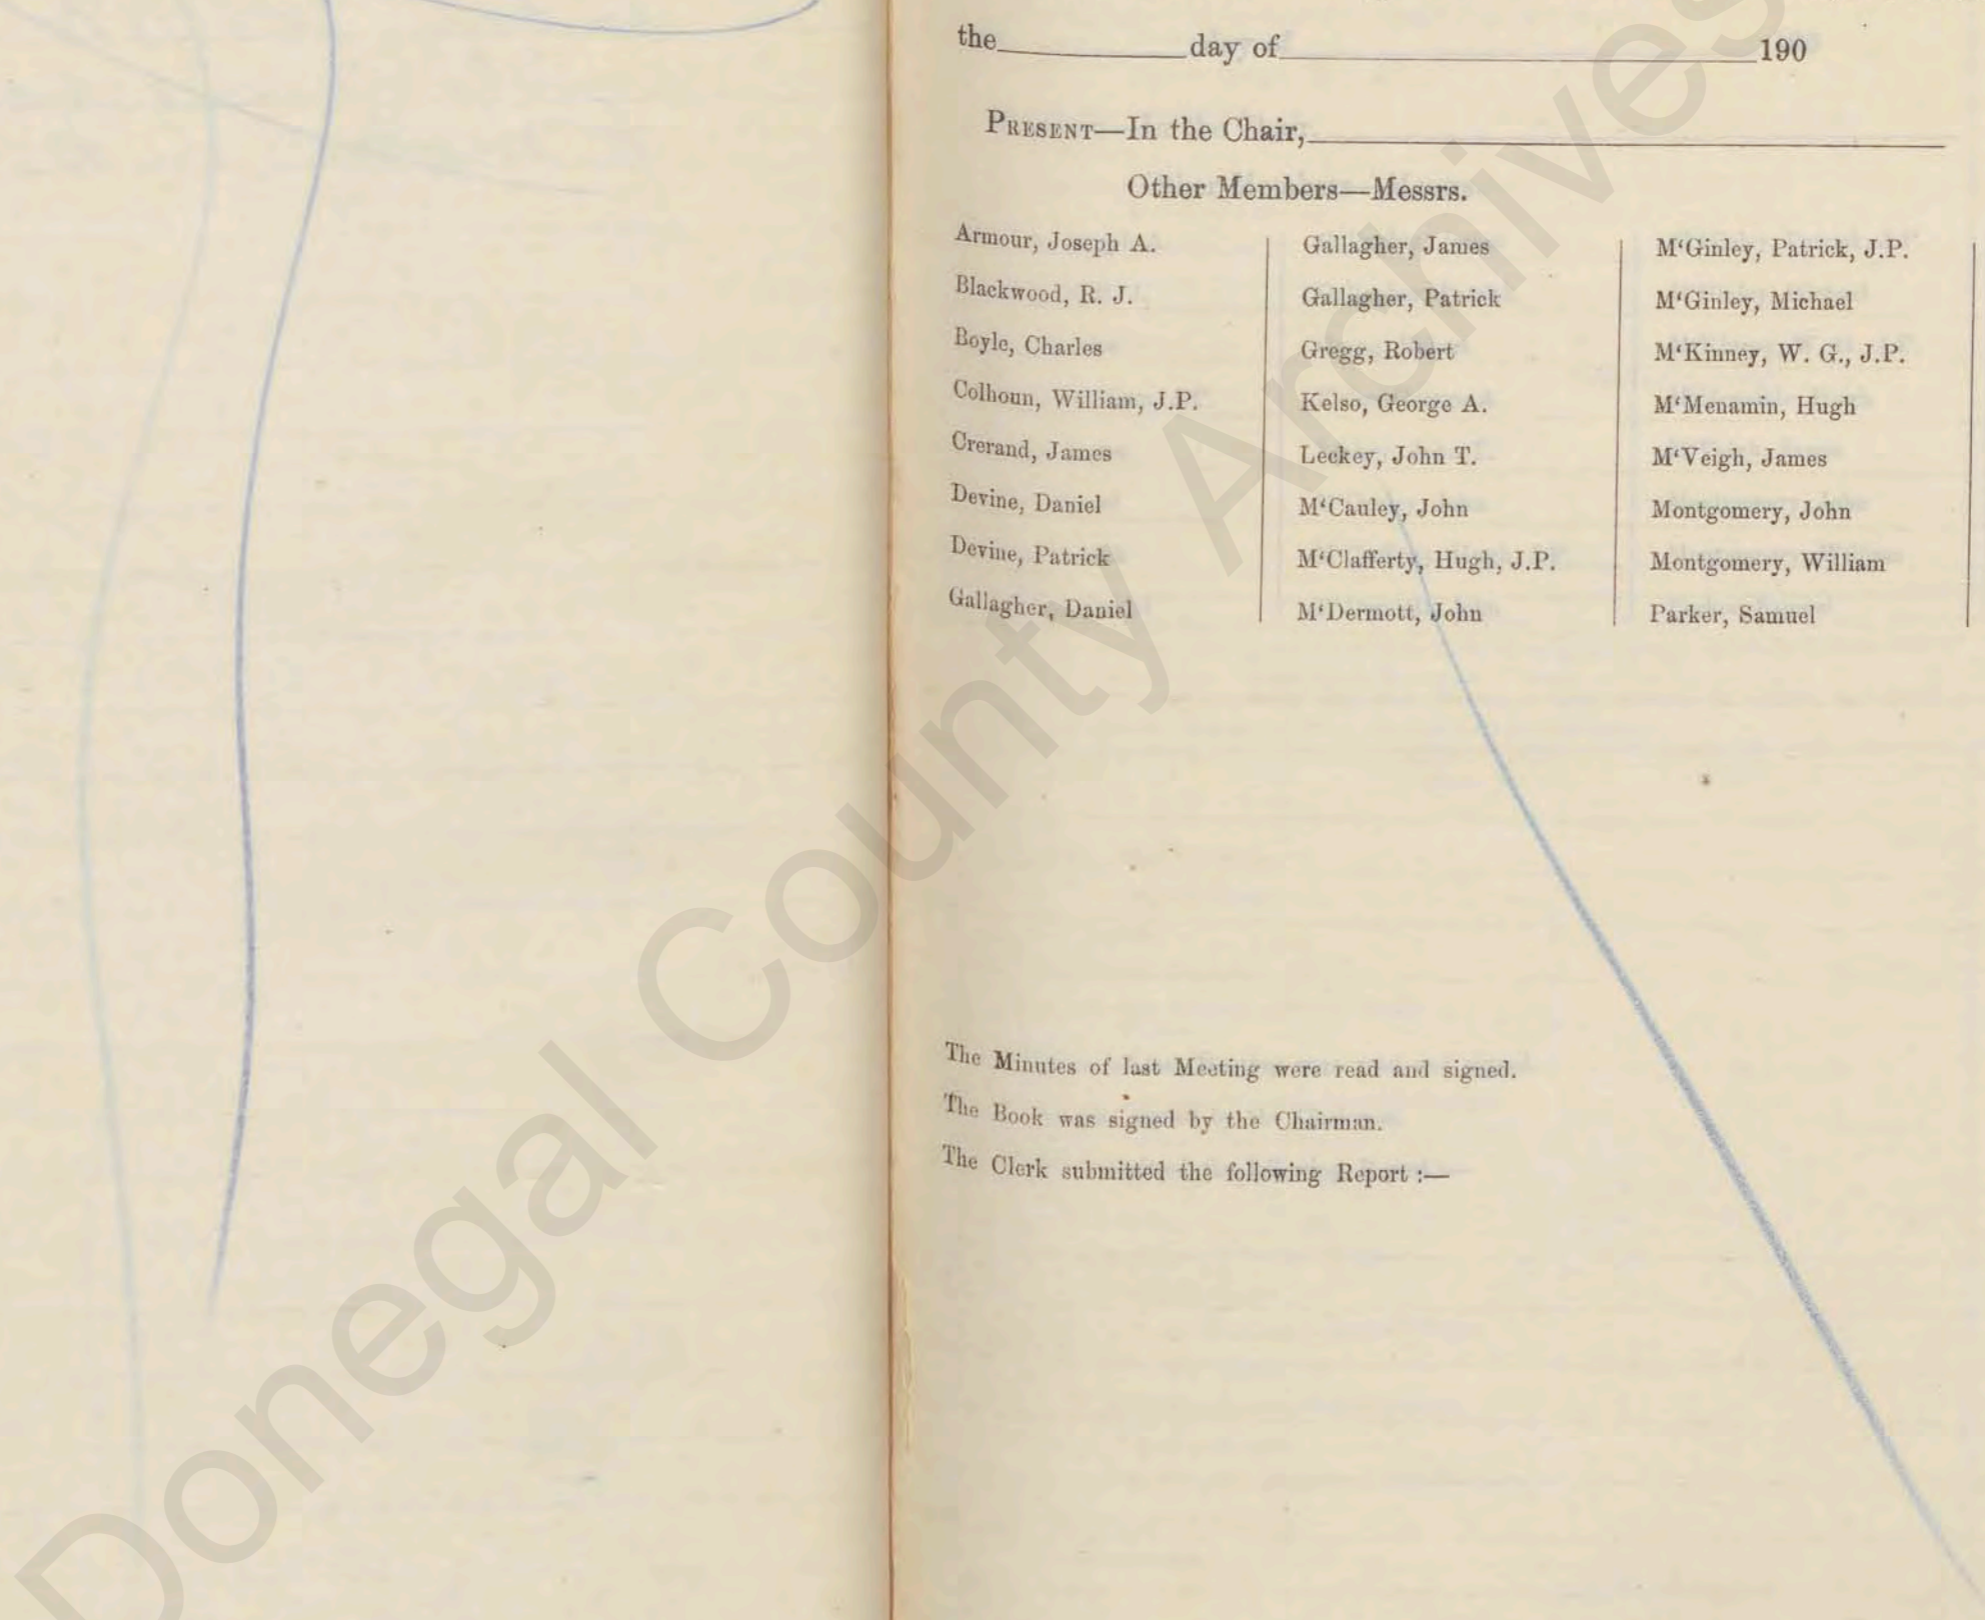 the__________day of__________190
PRESENT—In the Chair,__________
Other Members—Messrs.
Armour, Joseph A.
Blackwood, R. J.
Boyle, Charles
Colhoun, William, J.P.
Crerand, James
Devine, Daniel
Devine, Patrick
Gallagher, Daniel
Gallagher, James
Gallagher, Patrick
Gregg, Robert
Kelso, George A.
Leckey, John T.
M‘Cauley, John
M‘Clafferty, Hugh, J.P.
M‘Dermott, John
M‘Ginley, Patrick, J.P.
M‘Ginley, Michael
M‘Kinney, W. G., J.P.
M‘Menamin, Hugh
M‘Veigh, James
Montgomery, John
Montgomery, William
Parker, Samuel
The Minutes of last Meeting were read and signed.
The Book was signed by the Chairman.
The Clerk submitted the following Report :—
Donegal County Archives